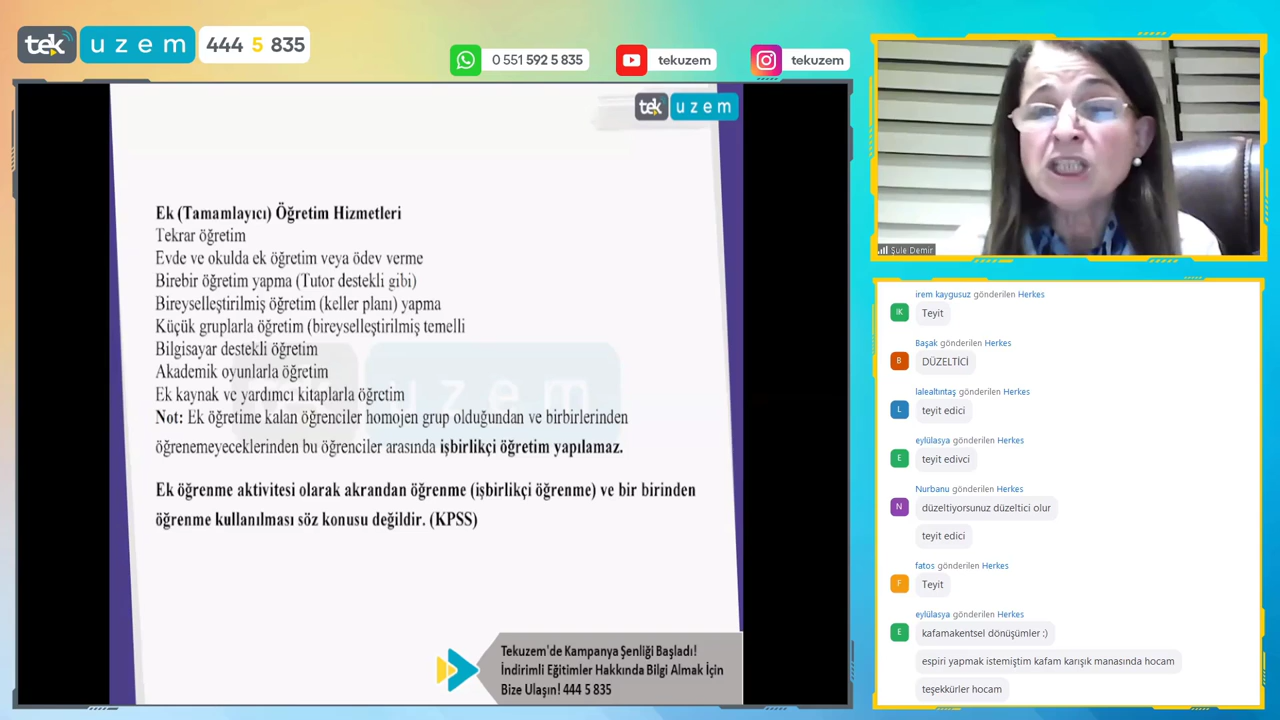 tek uzem 444 5 835
0 551 592 5 835
tekuzem
tekuzem
tek uzem
Ek (Tamamlayıcı) Öğretim Hizmetleri
Tekrar öğretim
Evde ve okulda ek öğretim veya ödev verme
Birebir öğretim yapma (Tutor destekli gibi)
Bireyselleştirilmiş öğretim (keller planı) yapma
Küçük gruplarla öğretim (bireyselleştirilmiş temelli
Bilgisayar destekli öğretim
Akademik oyunlarla öğretim
Ek kaynak ve yardımcı kitaplarla öğretim
Not: Ek öğretime kalan öğrenciler homojen grup olduğundan ve birbirlerinden
öğrenemeyeceklerinden bu öğrenciler arasında işbirlikçi öğretim yapılamaz.
Ek öğrenme aktivitesi olarak akrandan öğrenme (işbirlikçi öğrenme) ve bir birinden
öğrenme kullanılması söz konusu değildir. (KPSS)
uzem
Tekuzem'de Kampanya Şenliği Başladı!
İndirimli Eğitimler Hakkında Bilgi Almak İçin
Bize Ulaşın! 444 5 835
Şule Demir
irem kaygusuz gönderilen Herkes
IK
Teyit
Başak gönderilen Herkes
B
DÜZELTİCİ
lalealtıntaş gönderilen Herkes
L
teyit edici
eylülasya gönderilen Herkes
E
teyit edivci
Nurbanu gönderilen Herkes
N
düzeltiyorsunuz düzeltici olur
teyit edici
fatos gönderilen Herkes
F
Teyit
eylülasya gönderilen Herkes
E
kafamakentsel dönüşümler :)
espiri yapmak istemiştim kafam karışık manasında hocam
teşekkürler hocam